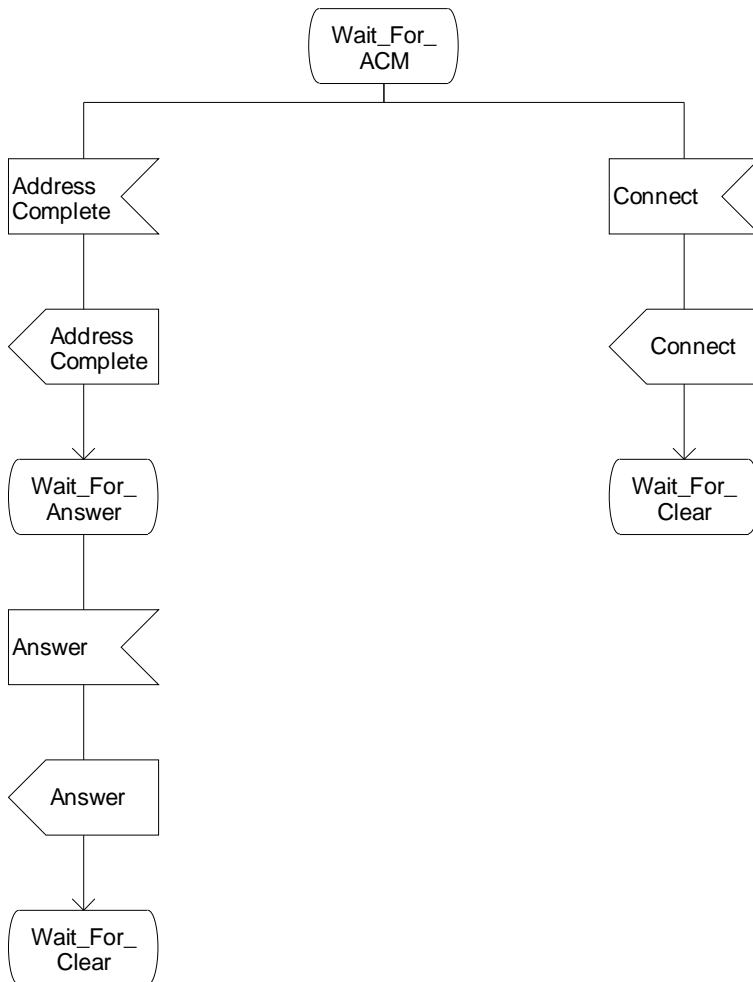 Wait_For_
ACM
Address
Complete
Connect
Address
Complete
Connect
Wait_For_
Answer
Wait_For_
Clear
Answer
Answer
Wait_For_
Clear